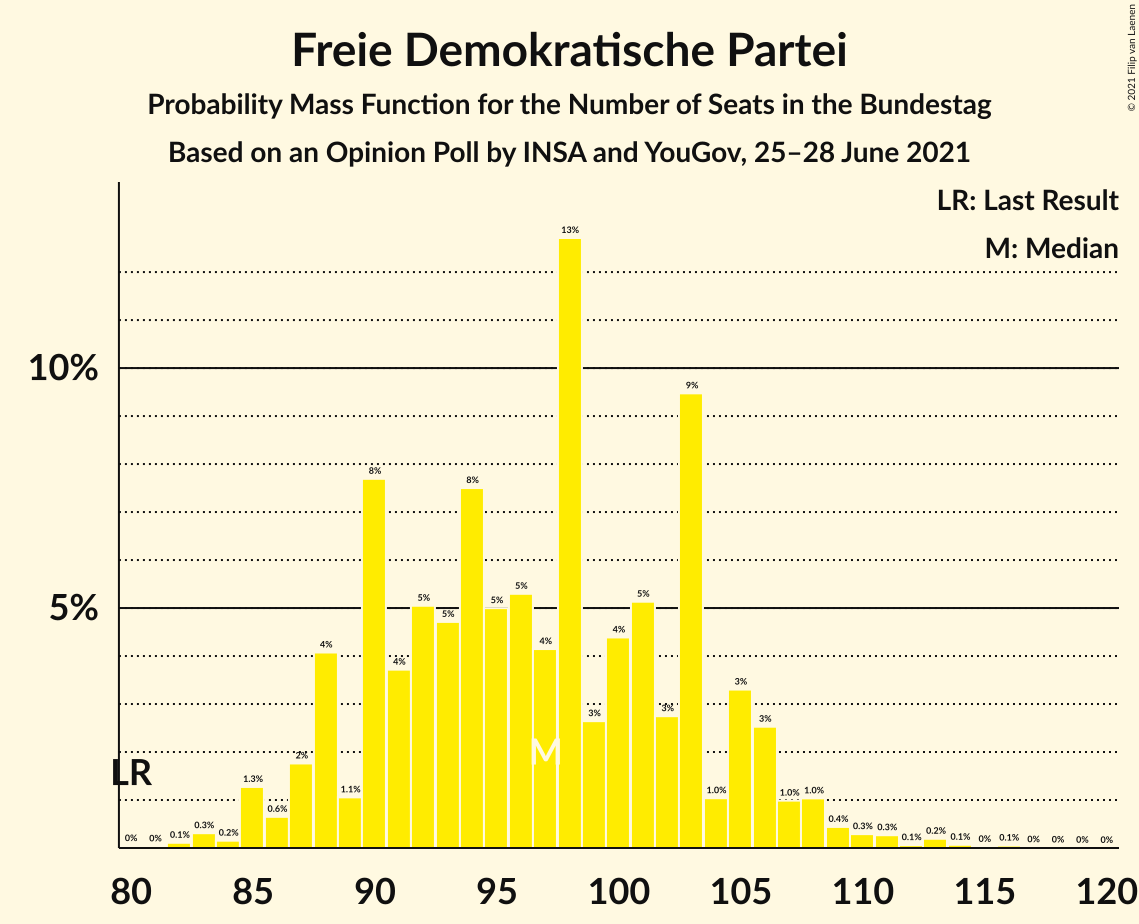 © 2021 Filip van Laenen
Freie Demokratische Partei
Probability Mass Function for the Number of Seats in the Bundestag
Based on an Opinion Poll by INSA and YouGov, 25–28 June 2021
LR: Last Result
M: Median
10%
5%
0% 0% 0.1% 0.3% 0.2% 1.3% 0.6% 2% 4% 1.1% 8% 4% 5% 5% 8% 5% 5% 4% 13% 3% 4% 5% 3% 9% 1.0% 3% 3% 1.0% 1.0% 0.4% 0.3% 0.3% 0.1% 0.2% 0.1% 0% 0.1% 0% 0% 0% 0%
LR
M
80 85 90 95 100 105 110 115 120